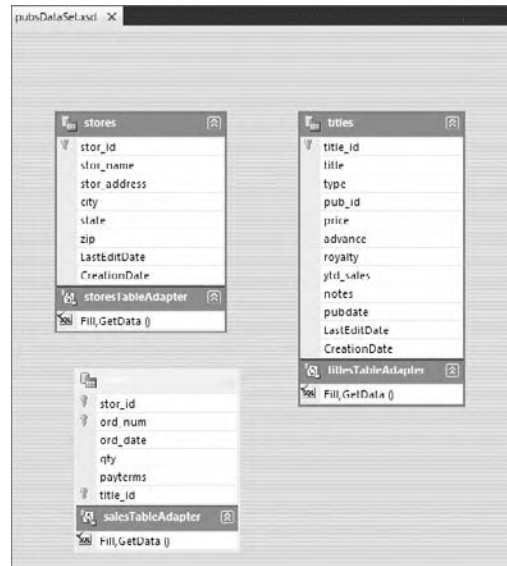 pubsDataSet.xsd
stores
stor_id
stor_name
stor_address
city
state
zip
LastEditDate
CreationDate
storesTableAdapter
Fill,GetData ()
titles
title_id
title
type
pub_id
price
advance
royalty
ytd_sales
notes
pubdate
LastEditDate
CreationDate
titlesTableAdapter
Fill,GetData ()
stor_id
ord_num
ord_date
qty
payterms
title_id
salesTableAdapter
Fill,GetData ()